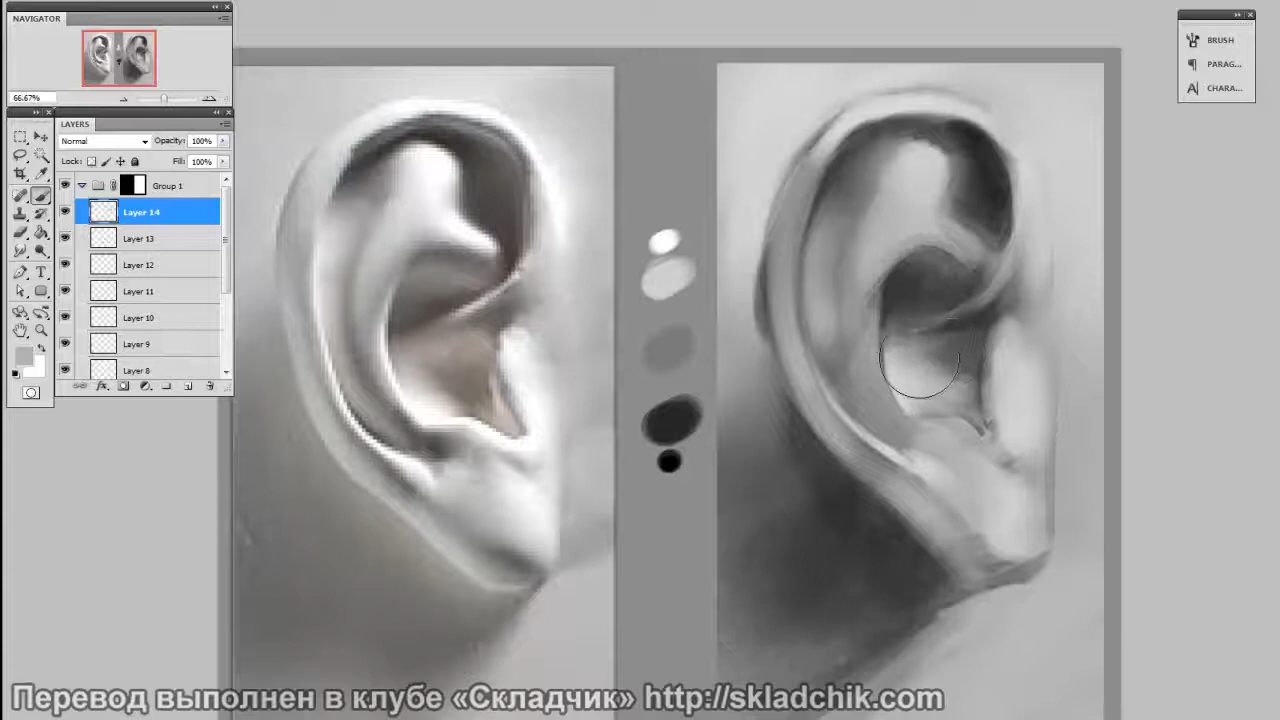 NAVIGATOR
66.67%
LAYERS
Normal
Opacity: 100%
Lock:
Fill: 100%
Group 1
Layer 14
Layer 13
Layer 12
Layer 11
Layer 10
Layer 9
Layer 8
BRUSH
PARAG...
CHARA...
Перевод выполнен в клубе «Складчик» http://skladchik.com